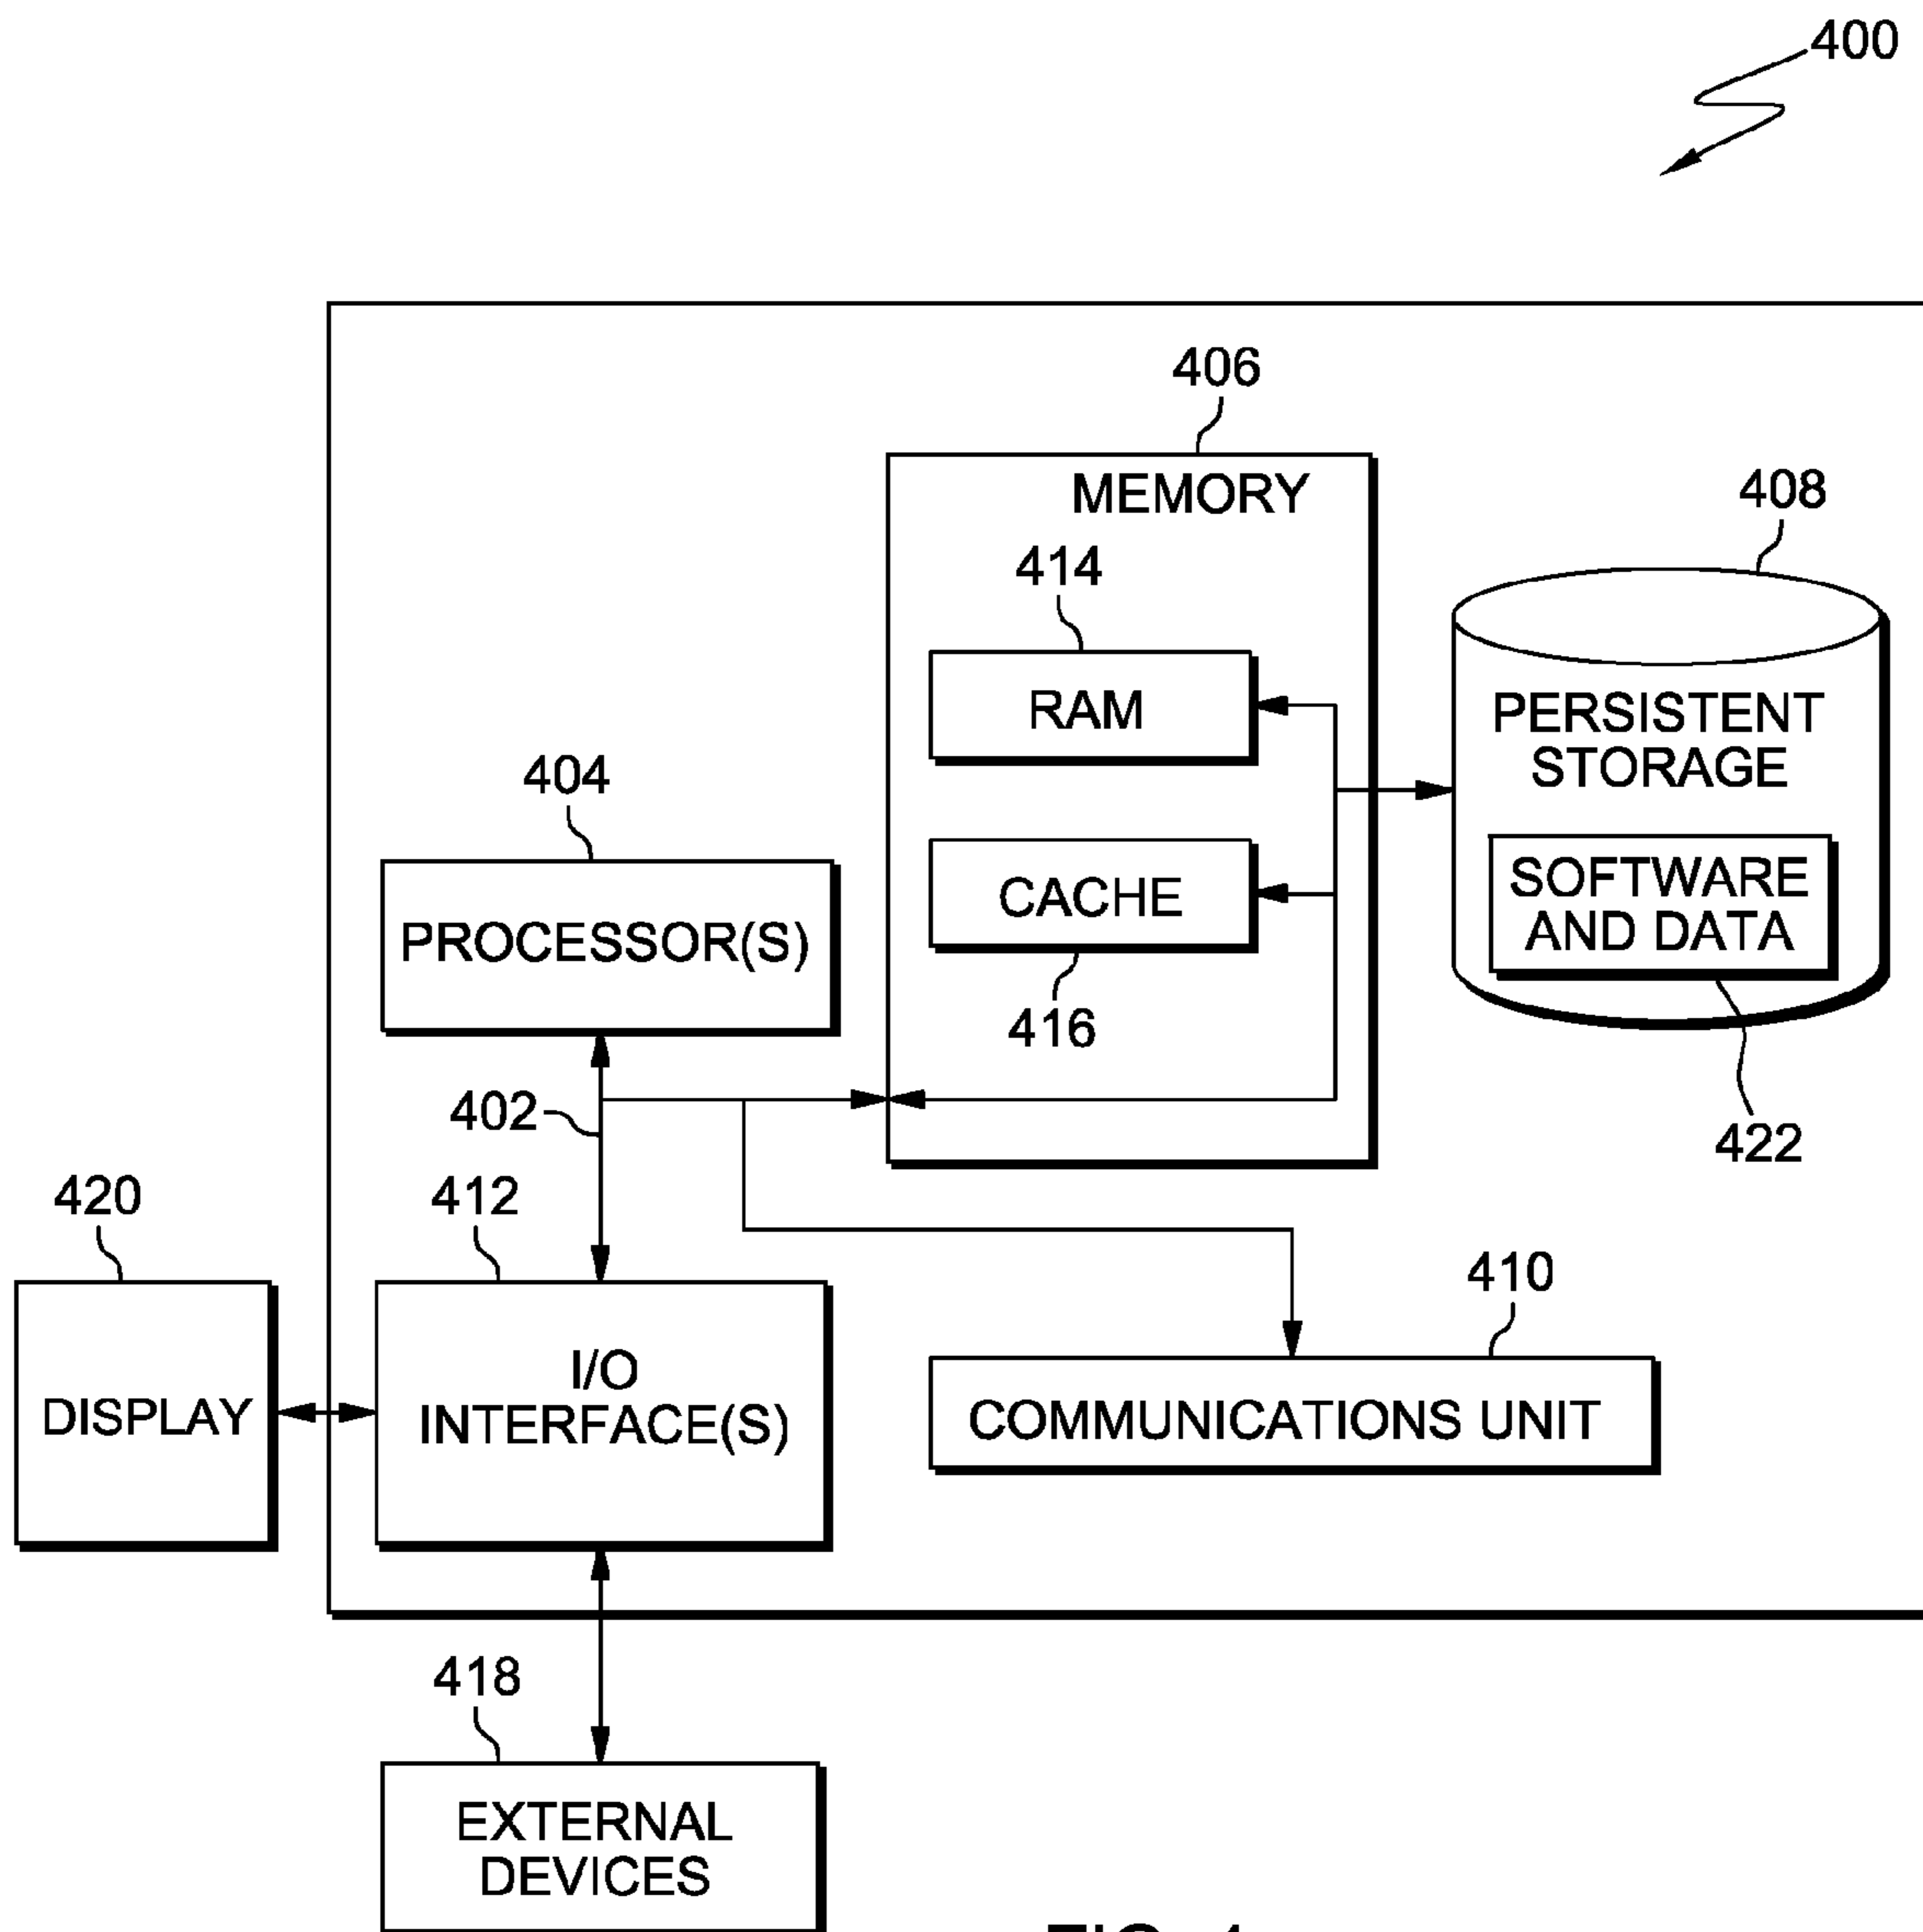 400
406
MEMORY
408
414
RAM
PERSISTENT
STORAGE
404
CACHE
SOFTWARE
AND DATA
PROCESSOR(S)
416
402
422
420
412
410
I/O
INTERFACE(S)
DISPLAY
COMMUNICATIONS UNIT
418
EXTERNAL
DEVICES